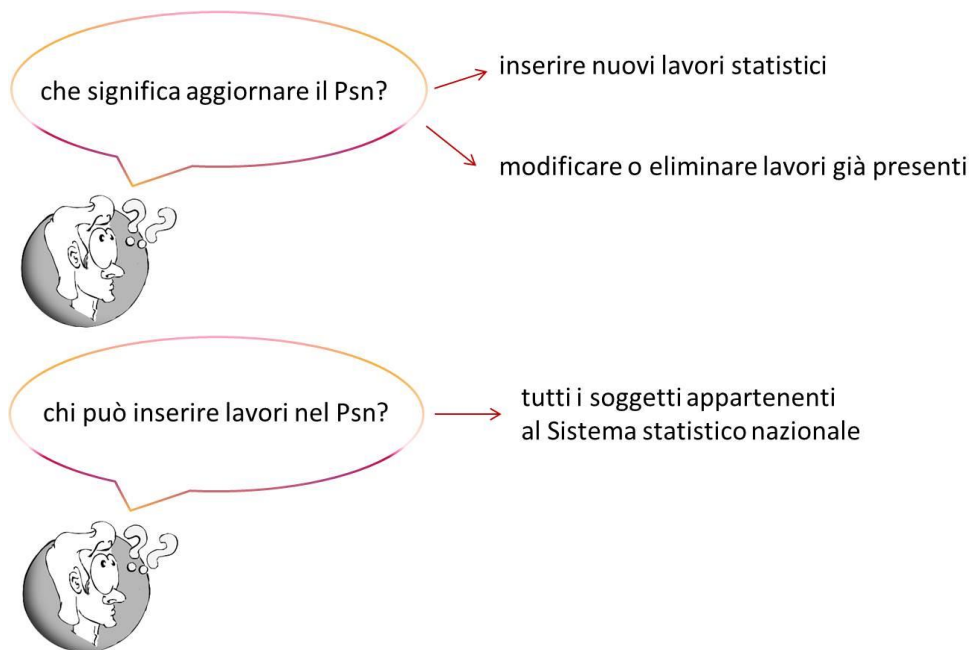 che significa aggiornare il Psn?
inserire nuovi lavori statistici
modificare o eliminare lavori già presenti
???
chi può inserire lavori nel Psn?
tutti i soggetti appartenenti
al Sistema statistico nazionale
???